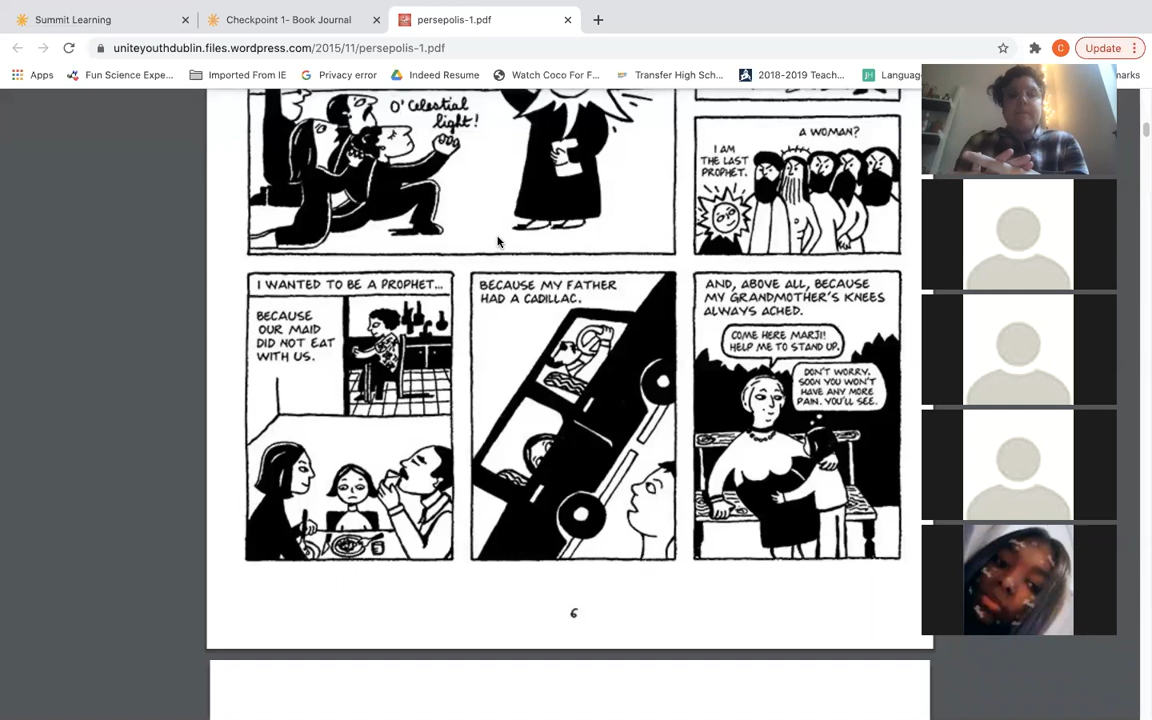 Summit Learning
Checkpoint 1- Book Journal
persepolis-1.pdf
uniteyouthdublin.files.wordpress.com/2015/11/persepolis-1.pdf
C
Update
Apps
Fun Science Expe...
Imported From IE
Privacy error
Indeed Resume
Watch Coco For F...
Transfer High Sch...
2018-2019 Teach...
JH
Language
marks
O' CELESTIAL
LIGHT!
A WOMAN?
I AM
THE LAST
PROPHET.
I WANTED TO BE A PROPHET...
BECAUSE
OUR MAID
DID NOT EAT
WITH US.
BECAUSE MY FATHER
HAD A CADILLAC.
AND, ABOVE ALL, BECAUSE
MY GRANDMOTHER'S KNEES
ALWAYS ACHED.
COME HERE MARJI!
HELP ME TO STAND UP.
DON'T WORRY.
SOON YOU WON'T
HAVE ANY MORE
PAIN. YOU'LL SEE.
6